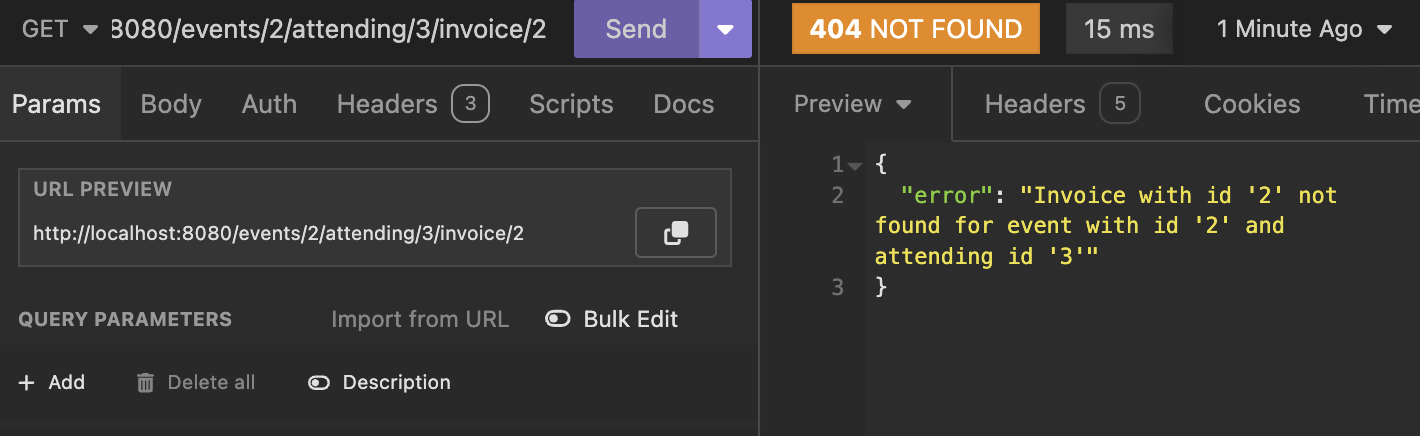 GET 8080/events/2/attending/3/invoice/2 Send 404 NOT FOUND 15 ms 1 Minute Ago
Params Body Auth Headers 3 Scripts Docs Preview Headers 5 Cookies Time
URL PREVIEW
http://localhost:8080/events/2/attending/3/invoice/2
QUERY PARAMETERS Import from URL Bulk Edit
+ Add Delete all Description
1 {
2 "error": "Invoice with id '2' not
found for event with id '2' and
attending id '3'"
3 }